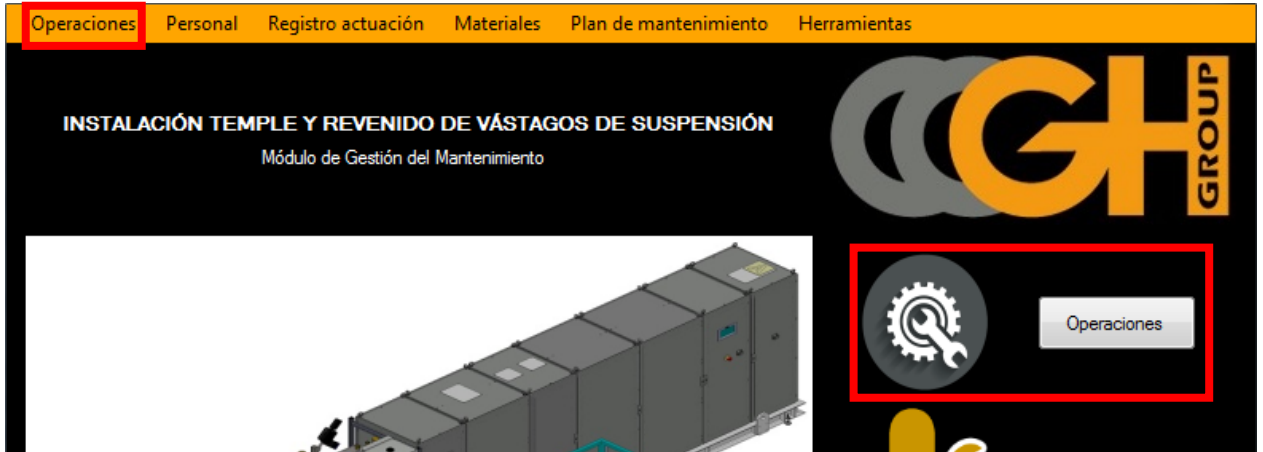 Operaciones Personal Registro actuación Materiales Plan de mantenimiento Herramientas
INSTALACIÓN TEMPLE Y REVENIDO DE VÁSTAGOS DE SUSPENSIÓN
Módulo de Gestión del Mantenimiento
GH
GROUP
Operaciones